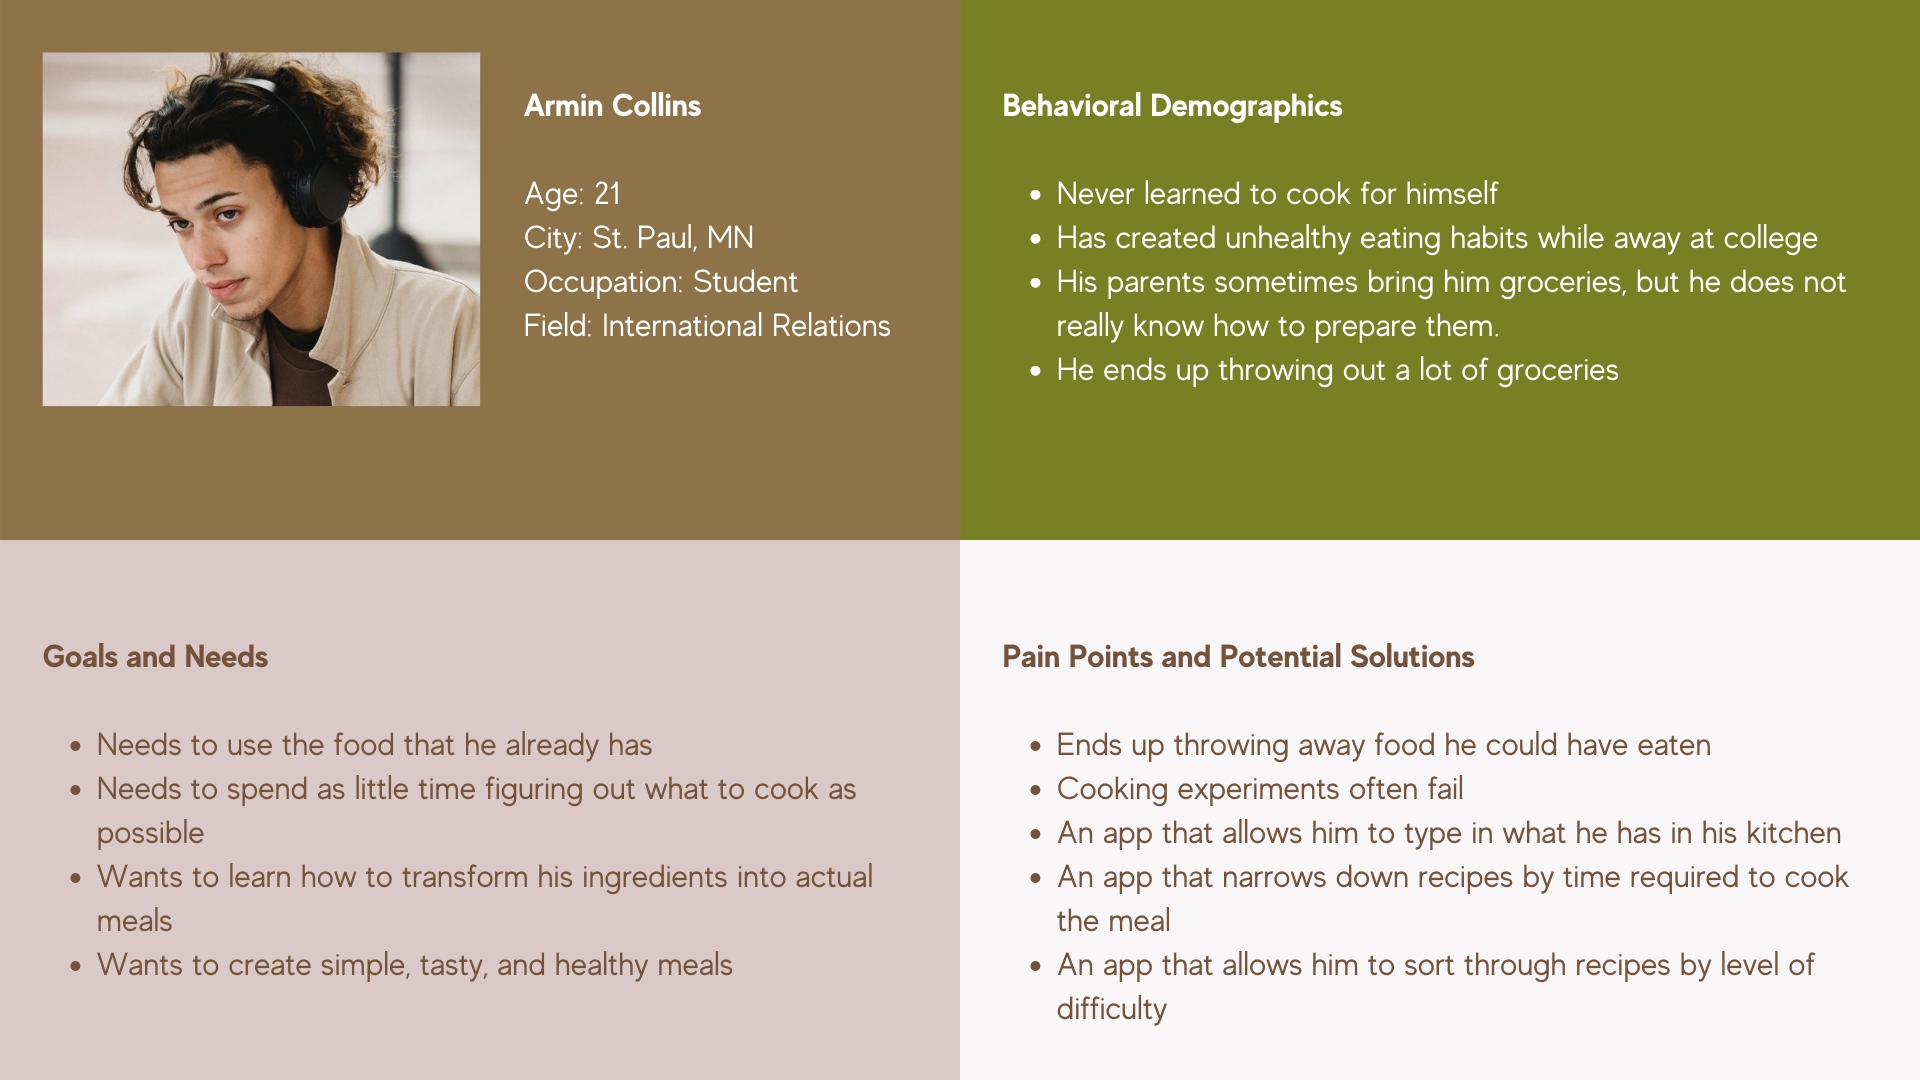 Armin Collins
Age: 21
City: St. Paul, MN
Occupation: Student
Field: International Relations
Behavioral Demographics
• Never learned to cook for himself
• Has created unhealthy eating habits while away at college
• His parents sometimes bring him groceries, but he does not
really know how to prepare them.
• He ends up throwing out a lot of groceries
Goals and Needs
• Needs to use the food that he already has
• Needs to spend as little time figuring out what to cook as
possible
• Wants to learn how to transform his ingredients into actual
meals
• Wants to create simple, tasty, and healthy meals
Pain Points and Potential Solutions
• Ends up throwing away food he could have eaten
• Cooking experiments often fail
• An app that allows him to type in what he has in his kitchen
• An app that narrows down recipes by time required to cook
the meal
• An app that allows him to sort through recipes by level of
difficulty